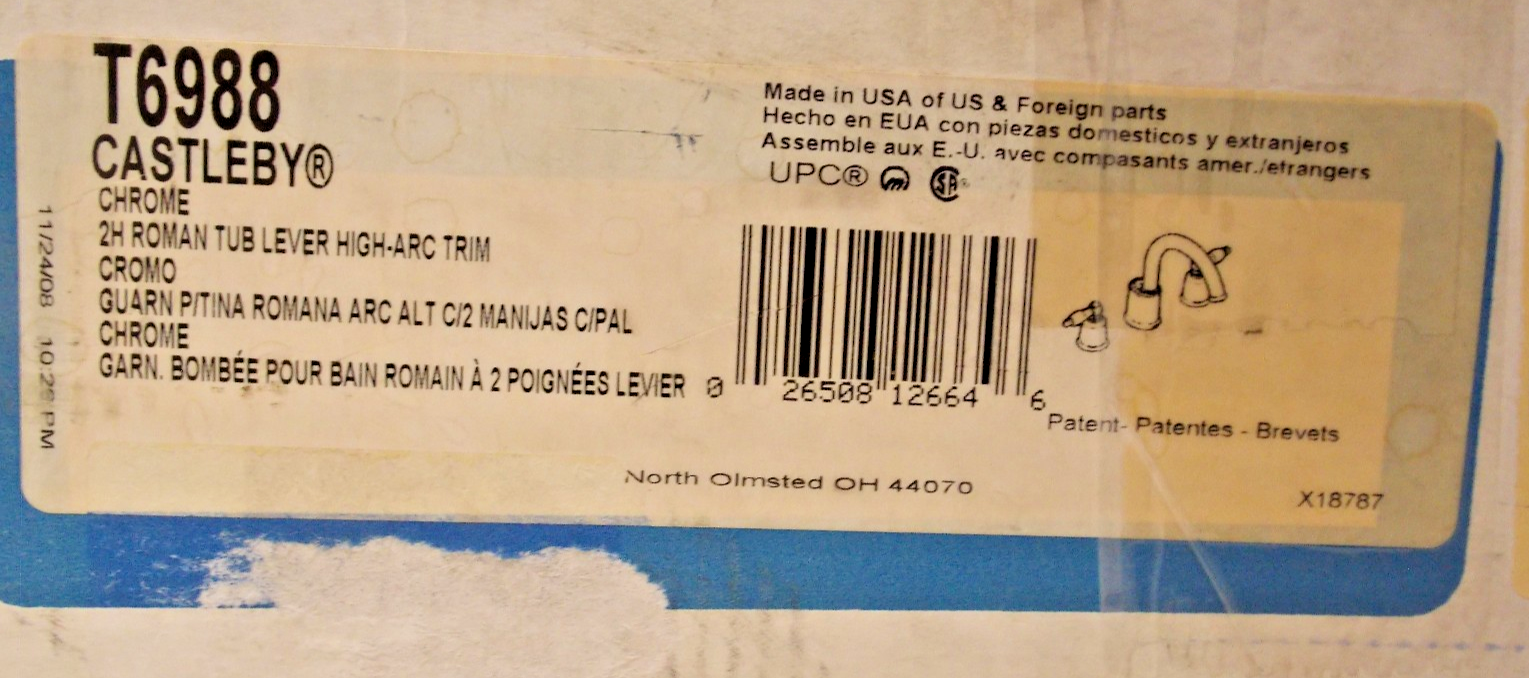 T6988
CASTLEBY®
CHROME
2H ROMAN TUB LEVER HIGH-ARC TRIM
CROMO
GUARN P/TINA ROMANA ARC ALT C/2 MANIJAS C/PAL
CHROME
GARN. BOMBÉE POUR BAIN ROMAIN À 2 POIGNÉES LEVIER
11/24/08 10:29 PM
Made in USA of US & Foreign parts
Hecho en EUA con piezas domesticos y extranjeros
Assemble aux E.-U. avec compasants amer./etrangers
UPC® SA®
0 26508 12664 6
Patent- Patentes - Brevets
North Olmsted OH 44070
X18787